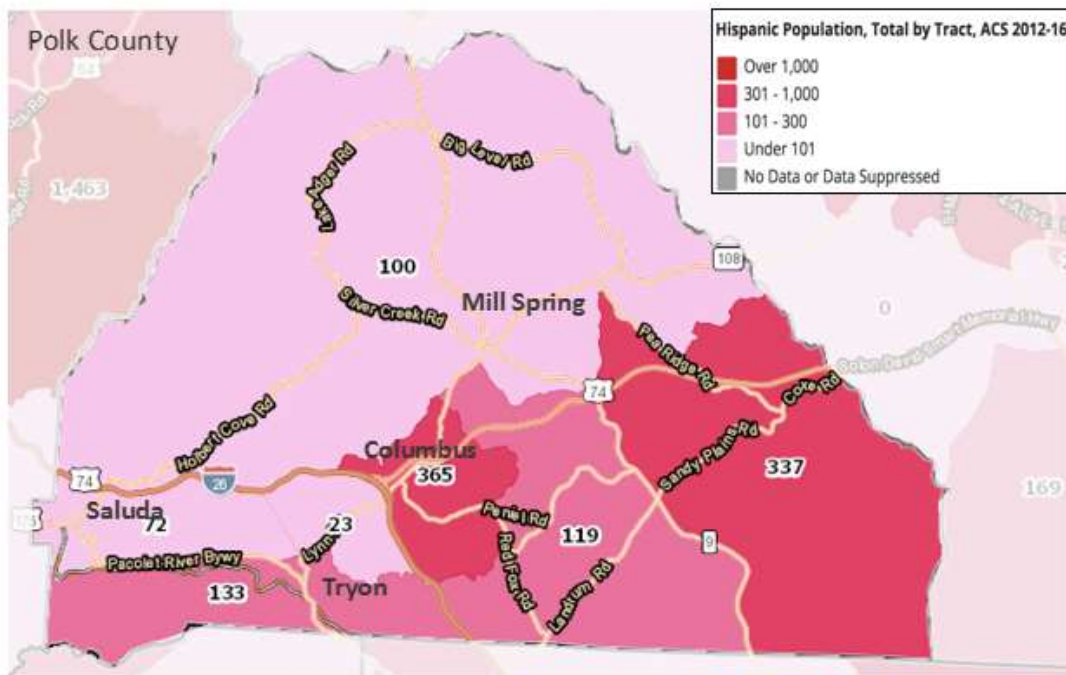 Polk County
Hispanic Population, Total by Tract, ACS 2012-16
Over 1,000
301 - 1,000
101 - 300
Under 101
No Data or Data Suppressed
64
1,463
Lake Adger Rd
Big Level Rd
108
100
Silver Creek Rd
Mill Spring
0
Pea Ridge Rd
74
Coxe Rd
Holbert Cove Rd
Columbus
365
Sandy Plains Rd
337
74
26
169
Saluda
72
23
Lynn
Peniel Rd
119
9
Pacolet River Bywy
Red Fox Rd
Landrum Rd
Tryon
133